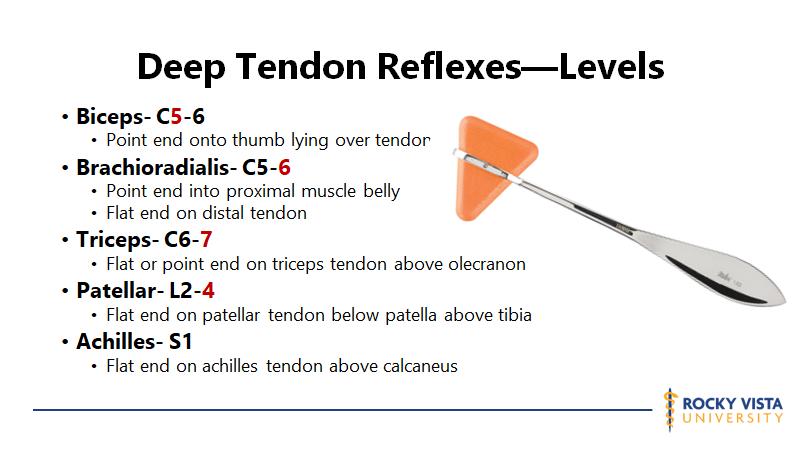 Deep Tendon Reflexes—Levels
• Biceps- C5-6
• Point end onto thumb lying over tendon
• Brachioradialis- C5-6
• Point end into proximal muscle belly
• Flat end on distal tendon
• Triceps- C6-7
• Flat or point end on triceps tendon above olecranon
• Patellar- L2-4
• Flat end on patellar tendon below patella above tibia
• Achilles- S1
• Flat end on achilles tendon above calcaneus
ROCKY VISTA
UNIVERSITY